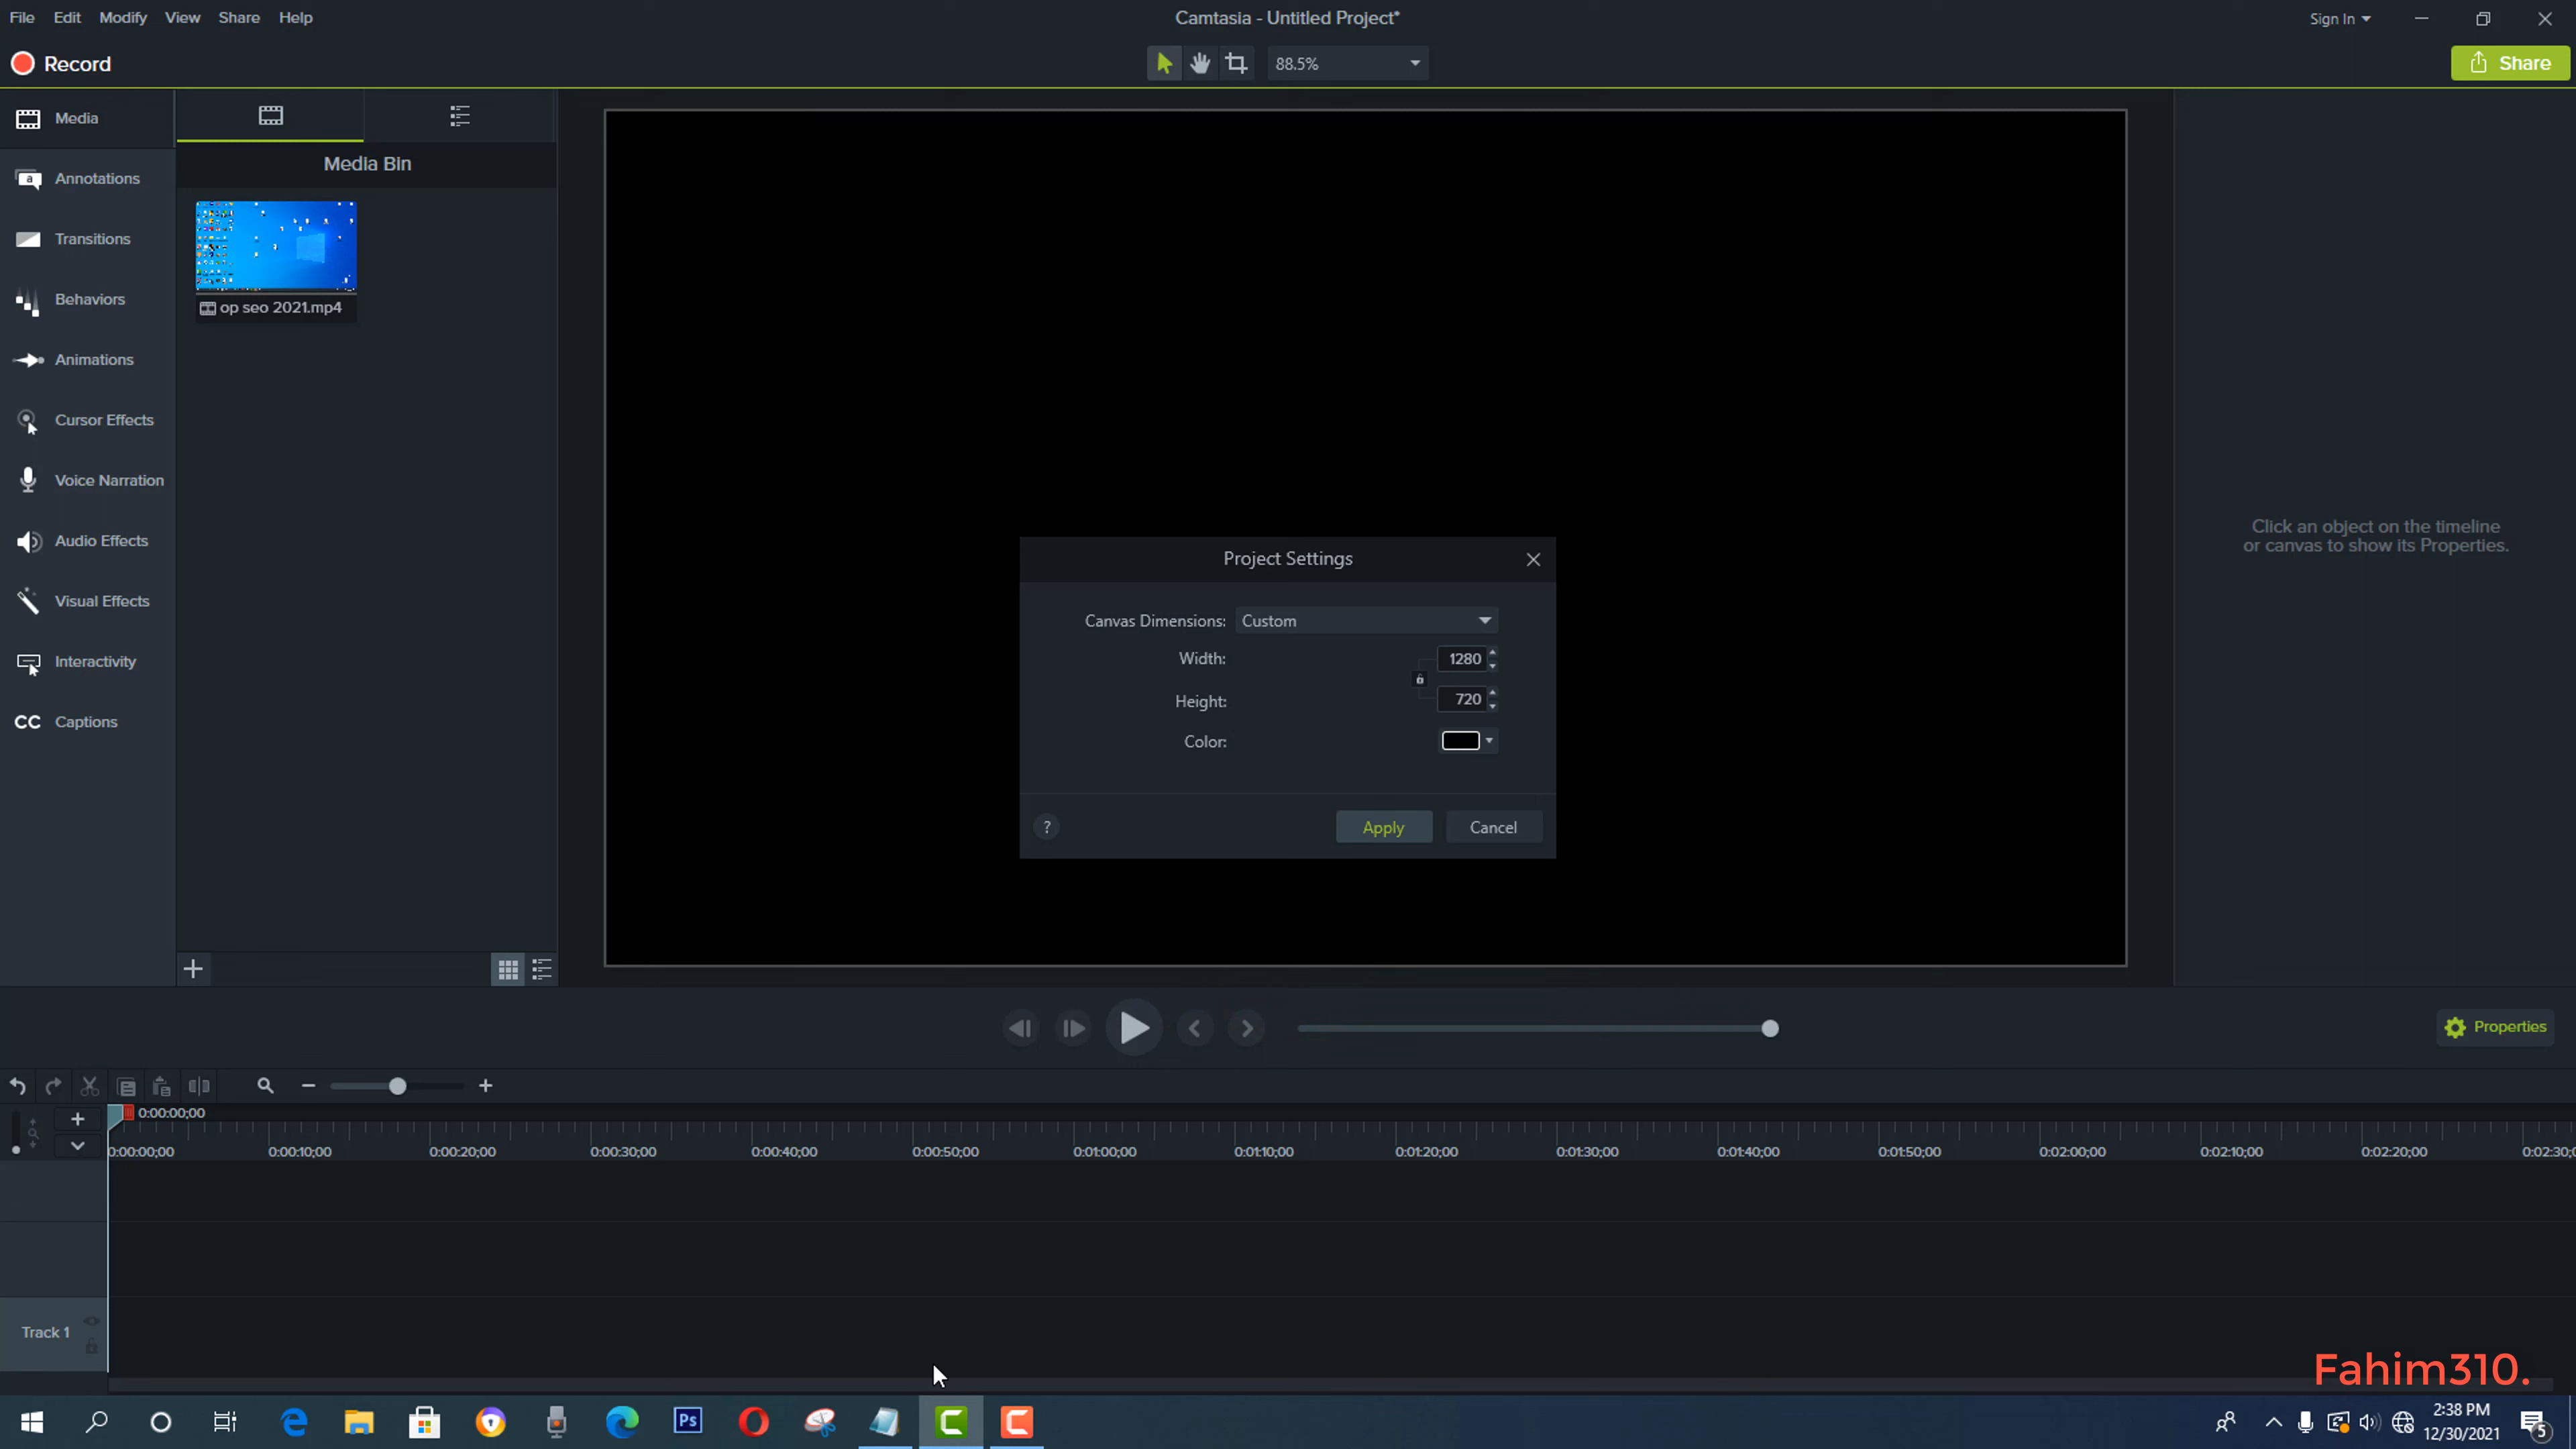 File Edit Modify View Share Help
Camtasia - Untitled Project*
Sign In
Record
88.5%
Share
Media
Annotations
Transitions
Behaviors
Animations
Cursor Effects
Voice Narration
Audio Effects
Visual Effects
Interactivity
CC Captions
Media Bin
op seo 2021.mp4
Click an object on the timeline
or canvas to show its Properties.
Project Settings
Canvas Dimensions: Custom
Width: 1280
Height: 720
Color:
? Apply Cancel
Properties
0:00:00;00
0:00:00;00 0:00:10;00 0:00:20;00 0:00:30;00 0:00:40;00 0:00:50;00 0:01:00;00 0:01:10;00 0:01:20;00 0:01:30;00 0:01:40;00 0:01:50;00 0:02:00;00 0:02:10;00 0:02:20;00 0:02:30;0
Track 1
Fahim310.
Ps
2:38 PM
12/30/2021
5